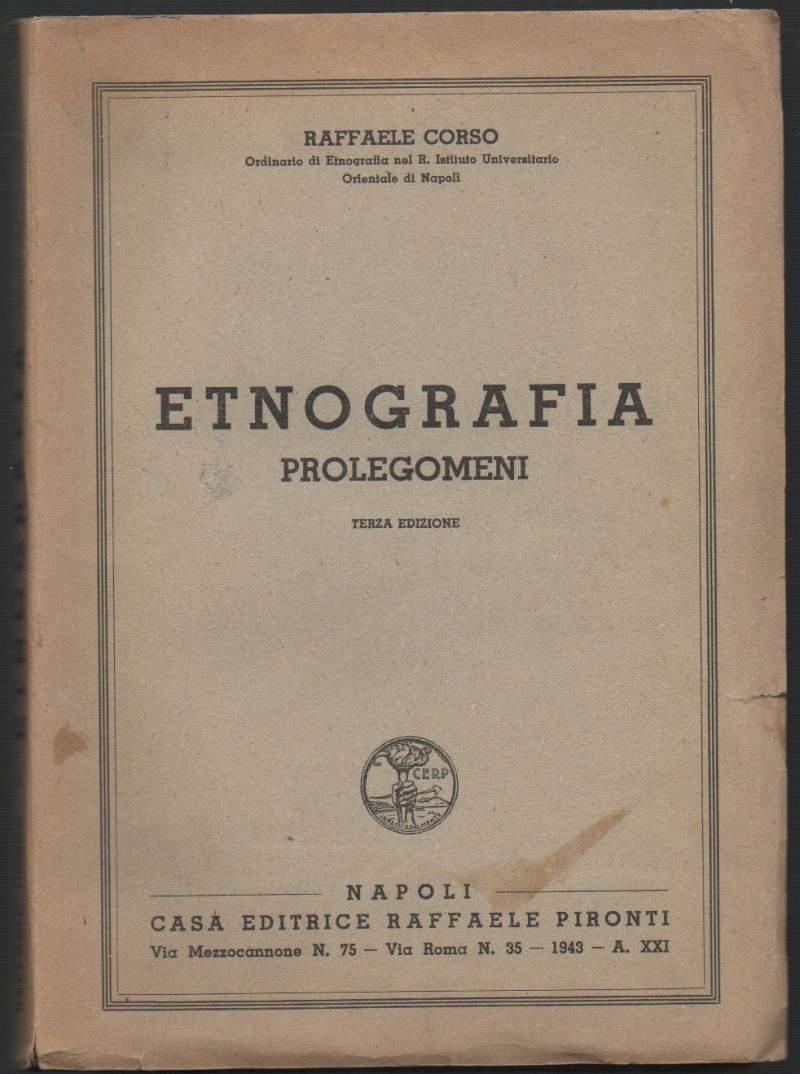 RAFFAELE CORSO
Ordinario di Etnografia nel R. Istituto Universitario
Orientale di Napoli
ETNOGRAFIA
PROLEGOMENI
TERZA EDIZIONE
CERP
NAPOLI
CASA EDITRICE RAFFAELE PIRONTI
Via Mezzocannone N. 75 — Via Roma N. 35 — 1943 — A. XXI